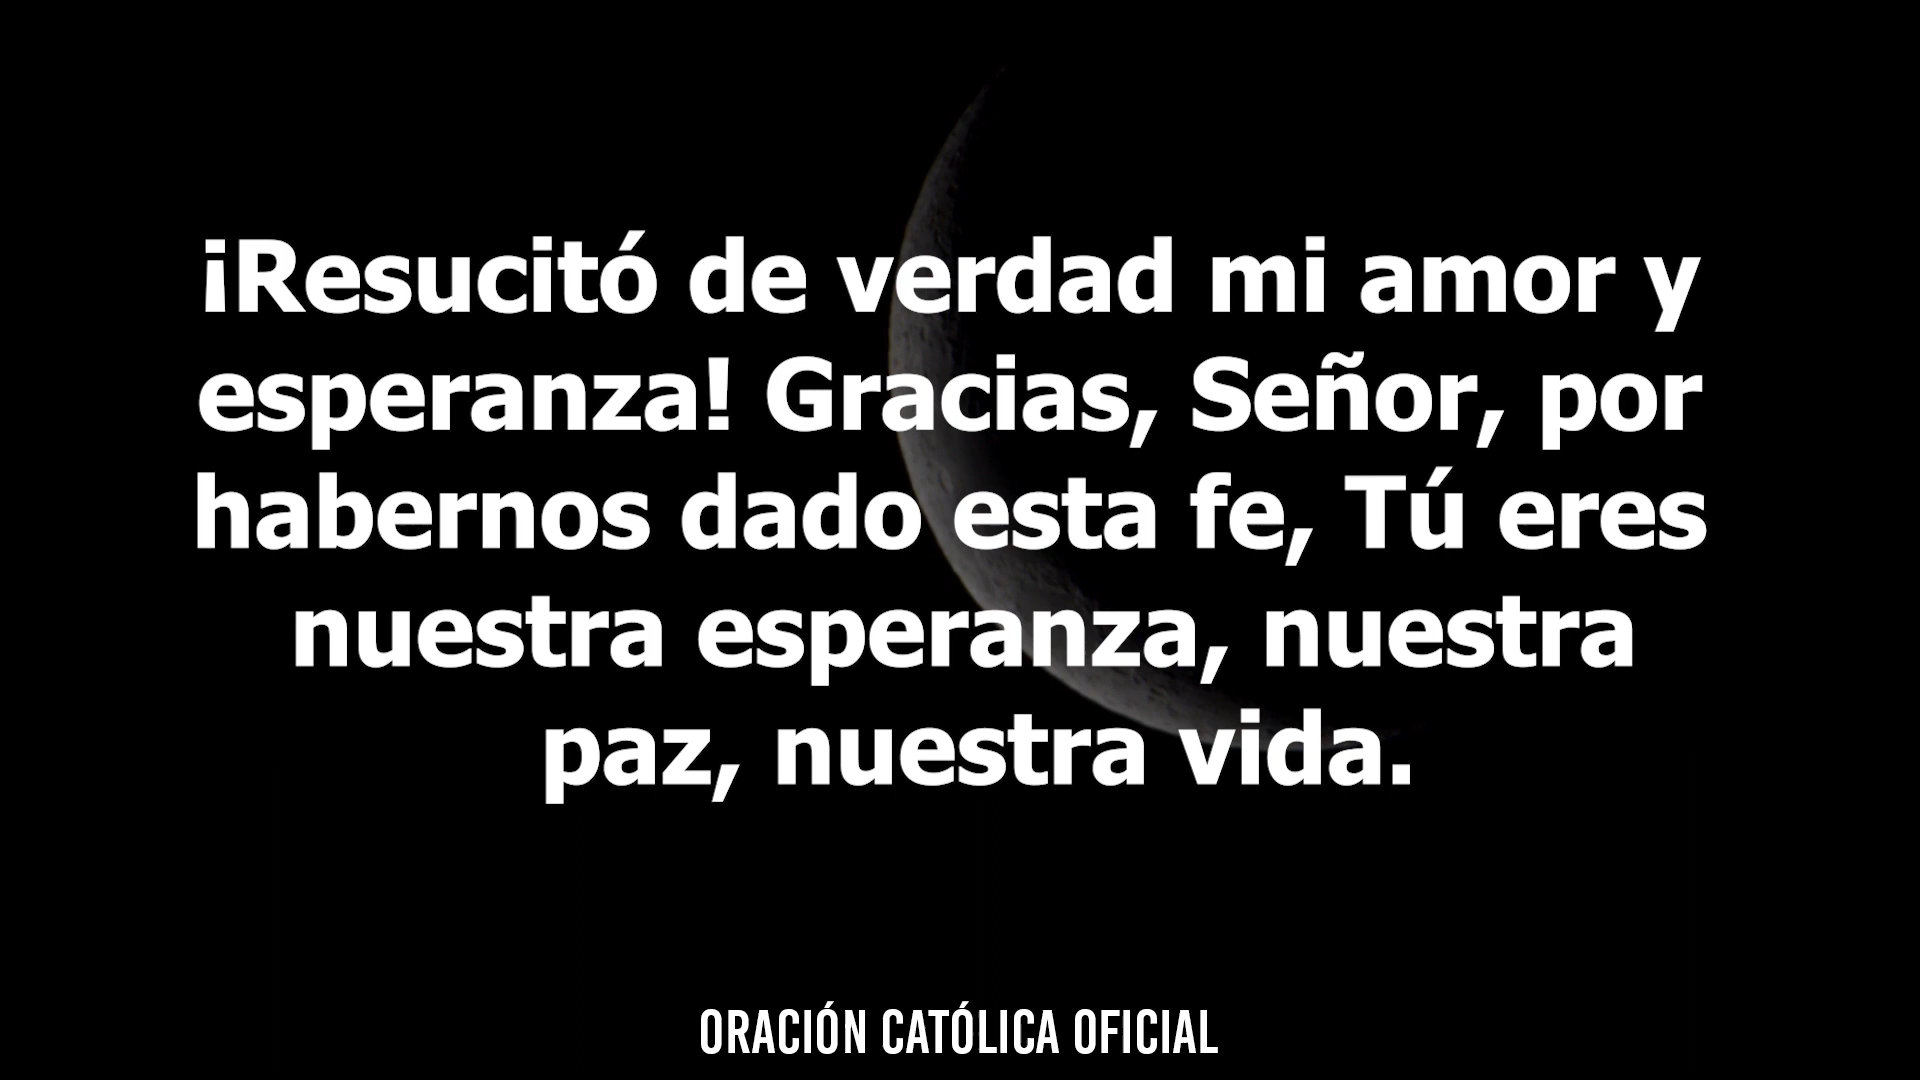 ¡Resucitó de verdad mi amor y
esperanza! Gracias, Señor, por
habernos dado esta fe, Tú eres
nuestra esperanza, nuestra
paz, nuestra vida.
ORACIÓN CATÓLICA OFICIAL